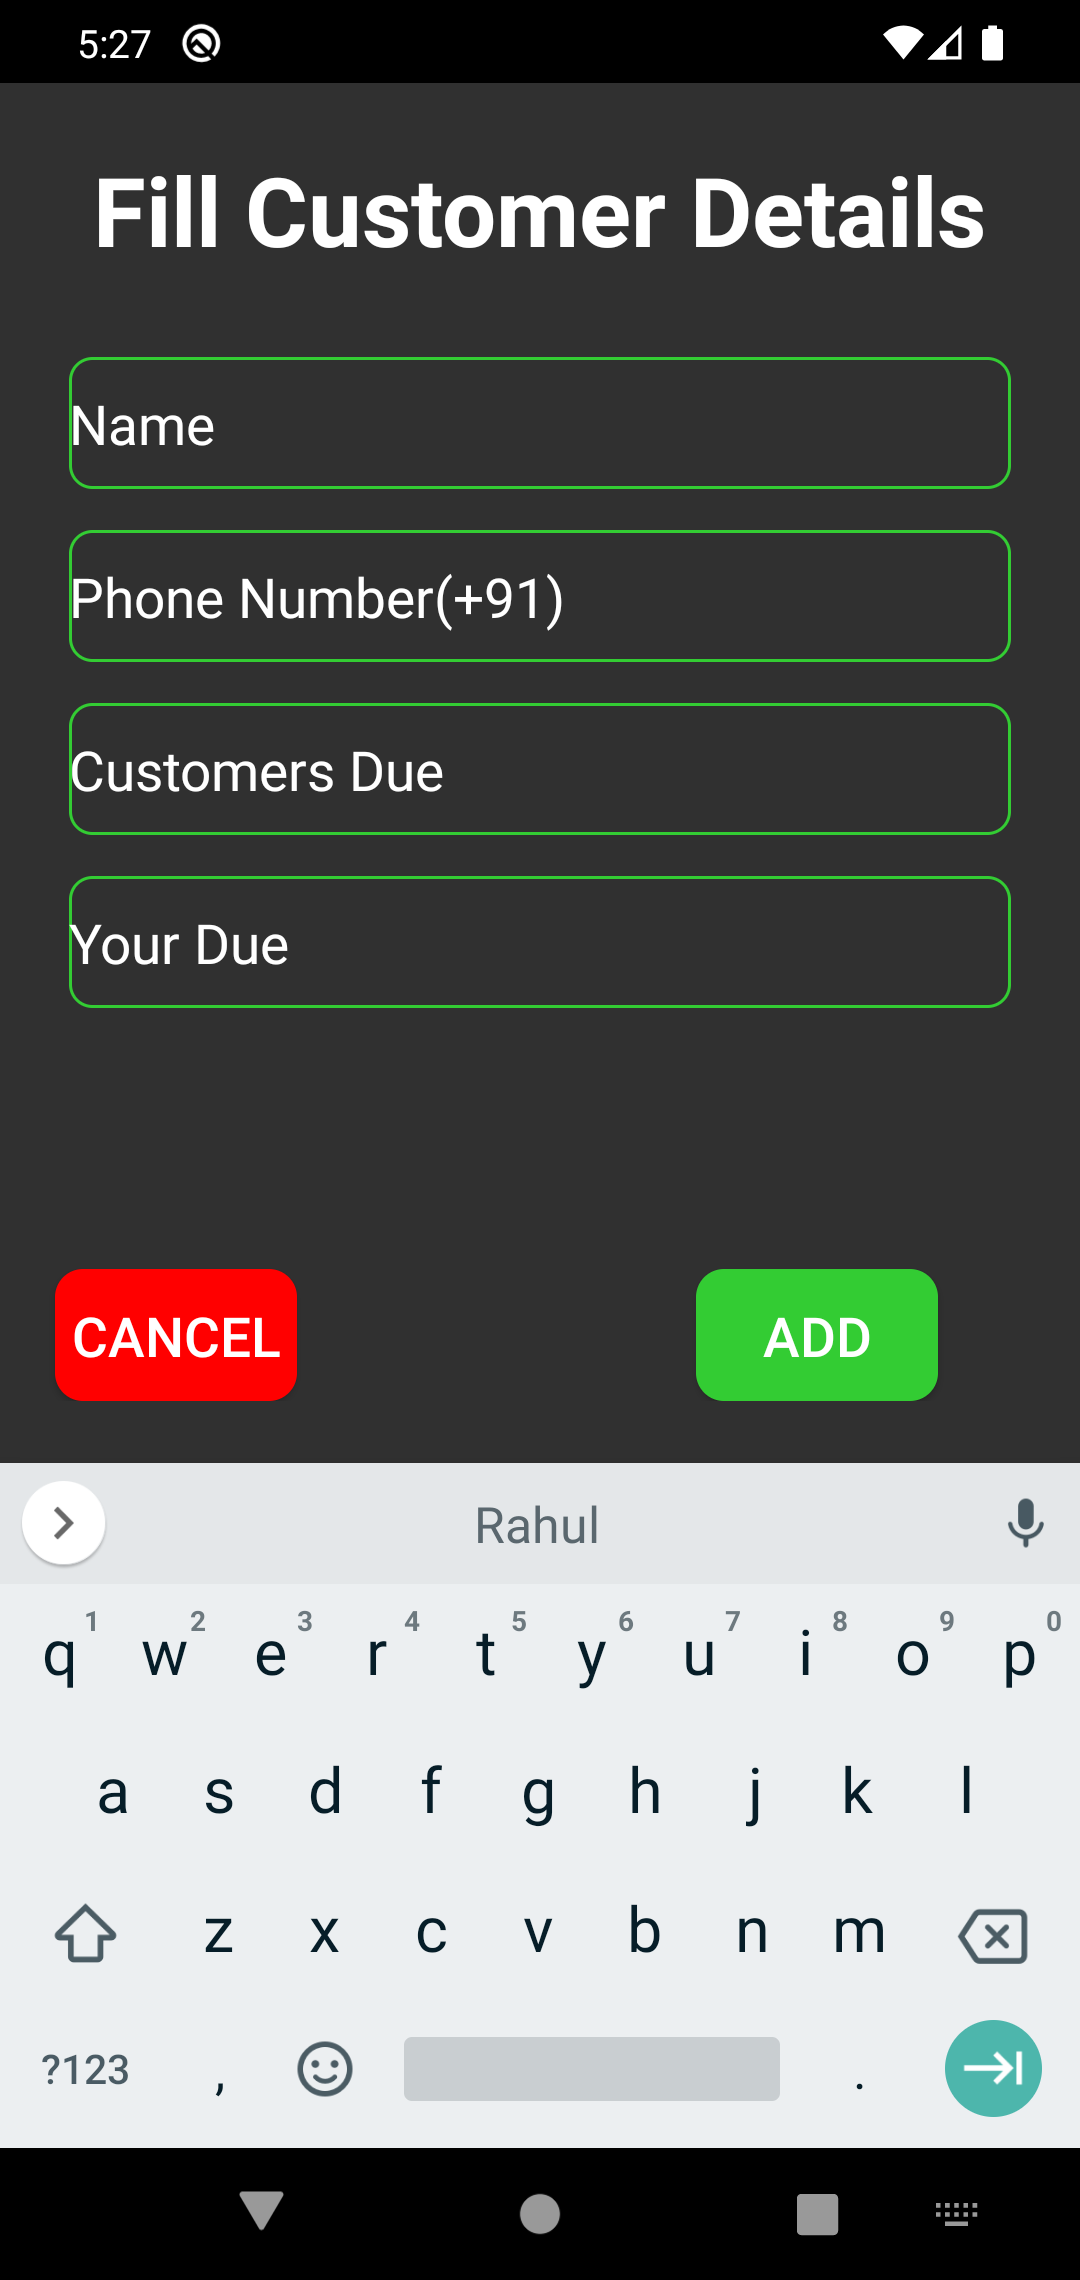 5:27
Fill Customer Details
Name
Phone Number(+91)
Customers Due
Your Due
CANCEL ADD
Rahul
1 2 3 4 5 6 7 8 9 0
q w e r t y u i o p
a s d f g h j k l
z x c v b n m
?123 , .